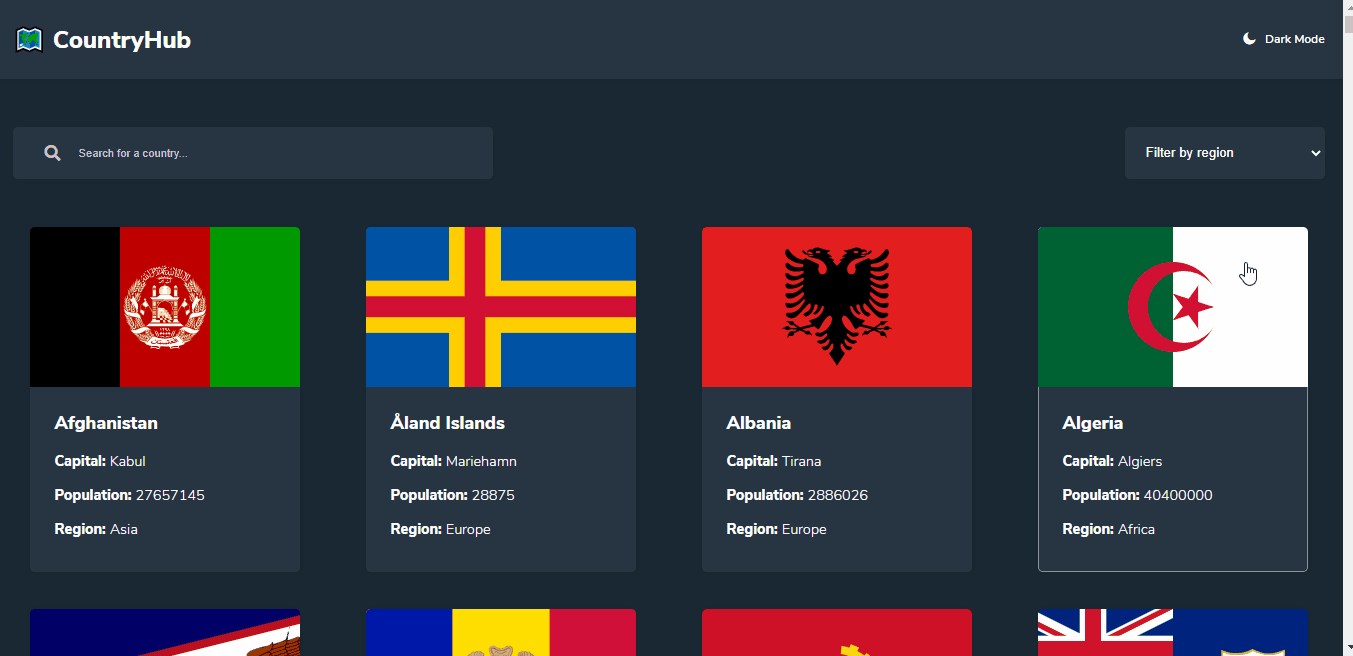 CountryHub
Dark Mode
Search for a country...
Filter by region
Afghanistan
Capital: Kabul
Population: 27657145
Region: Asia
Åland Islands
Capital: Mariehamn
Population: 28875
Region: Europe
Albania
Capital: Tirana
Population: 2886026
Region: Europe
Algeria
Capital: Algiers
Population: 40400000
Region: Africa